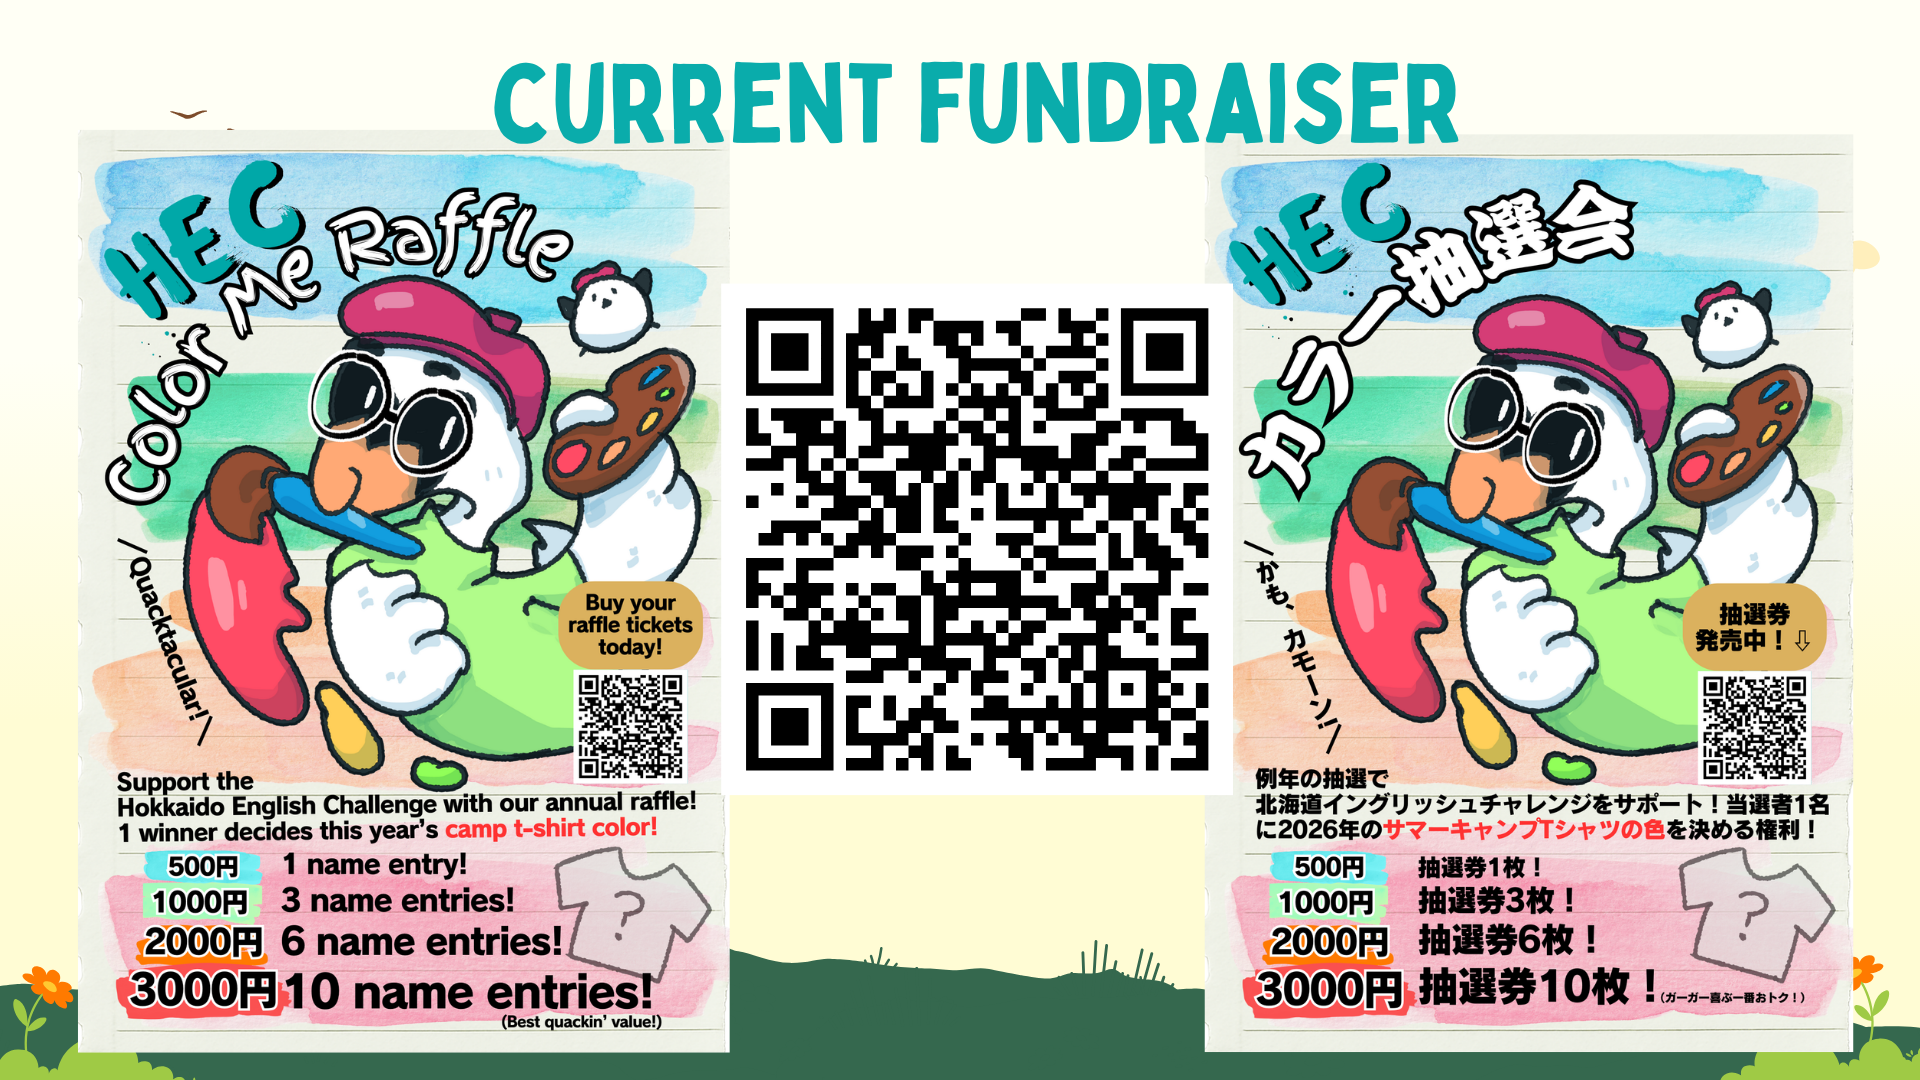 CURRENT FUNDRAISER
HEC
Color Me Raffle
\Quacktacular!/
Buy your
raffle tickets
today!
Support the
Hokkaido English Challenge with our annual raffle!
1 winner decides this year's camp t-shirt color!
500円 1 name entry!
1000円 3 name entries!
2000円 6 name entries!
3000円 10 name entries!
(Best quackin' value!)
?
HEC
カラー抽選会
\かも、カモーン!/
抽選券
発売中！⇩
例年の抽選で
北海道イングリッシュチャレンジをサポート！当選者1名
に2026年のサマーキャンプTシャツの色を決める権利！
500円 抽選券1枚！
1000円 抽選券3枚！
2000円 抽選券6枚！
3000円 抽選券10枚！(ガーガー喜ぶ一番おトク！)
?